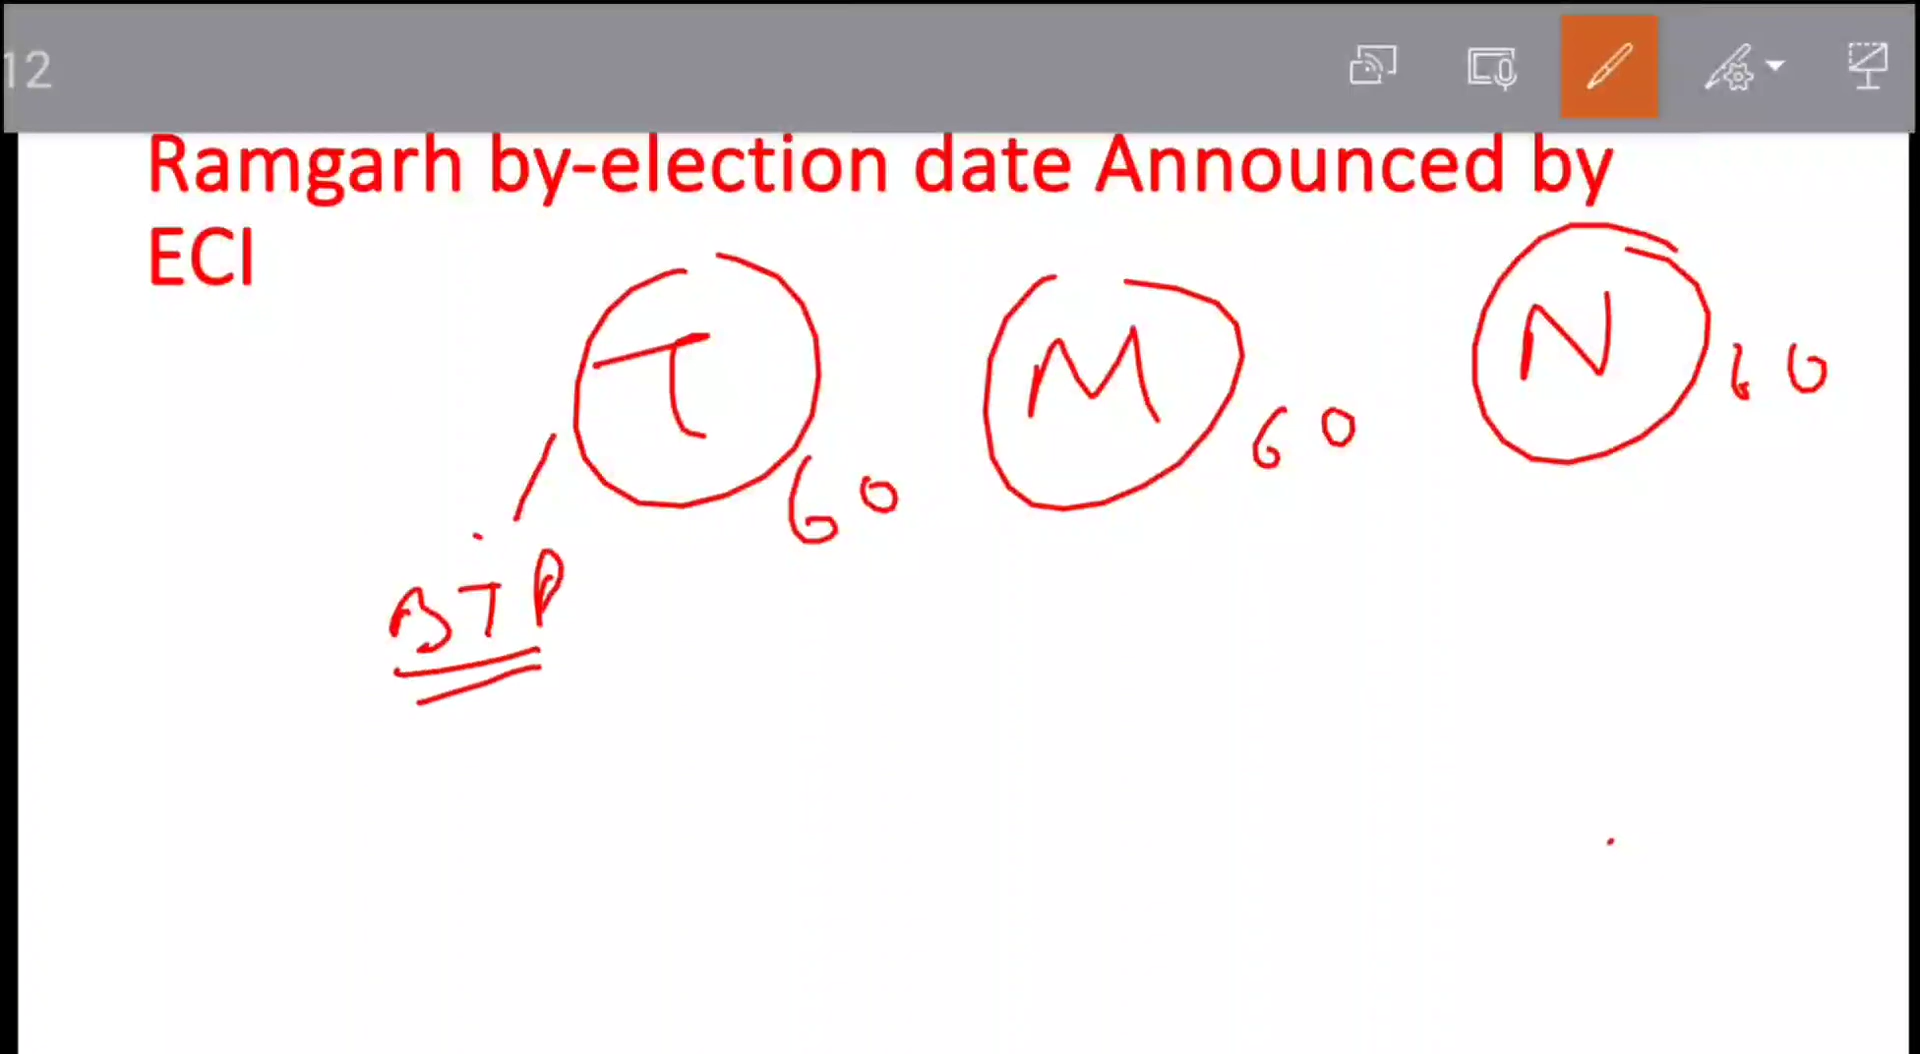 12
Ramgarh by-election date Announced by
ECI
T 60 M 60 N 60
BJP